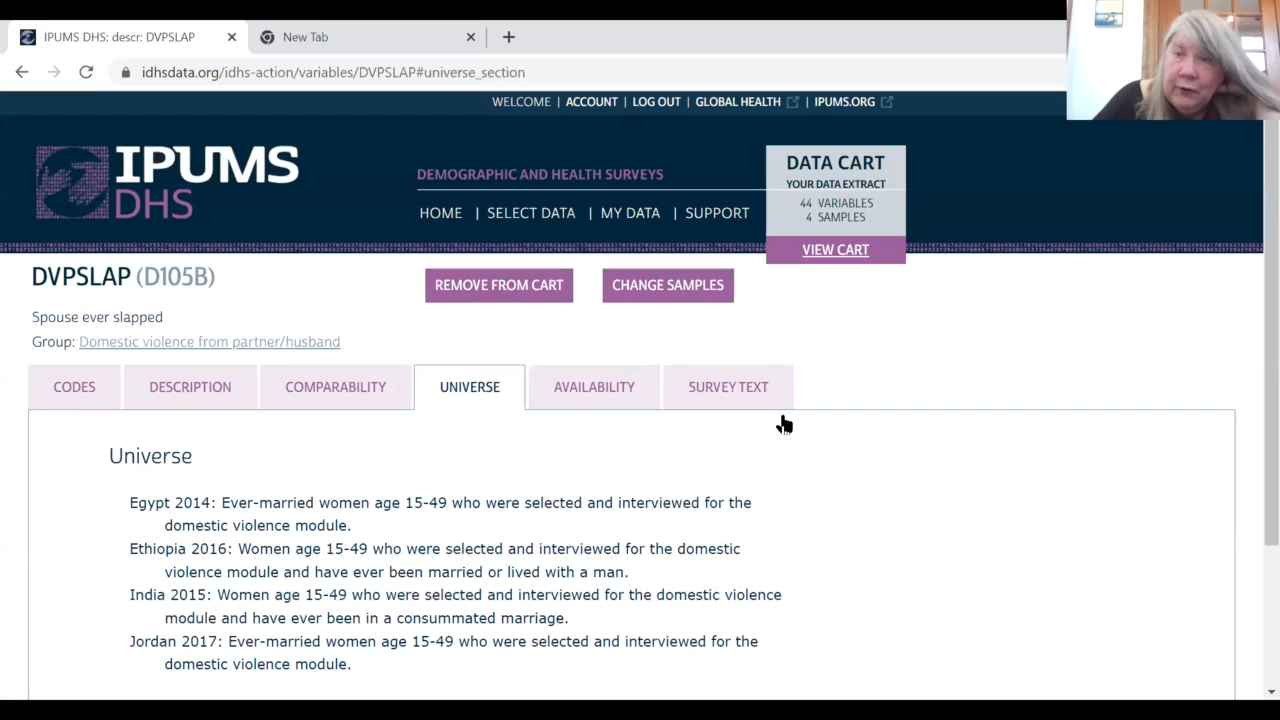 IPUMS DHS: descr: DVPSLAP
New Tab
idhsdata.org/idhs-action/variables/DVPSLAP#universe_section
WELCOME | ACCOUNT | LOG OUT | GLOBAL HEALTH | IPUMS.ORG
IPUMS
DHS
DEMOGRAPHIC AND HEALTH SURVEYS
HOME | SELECT DATA | MY DATA | SUPPORT
DATA CART
YOUR DATA EXTRACT
44 VARIABLES
4 SAMPLES
VIEW CART
DVPSLAP (D105B)
REMOVE FROM CART
CHANGE SAMPLES
Spouse ever slapped
Group: Domestic violence from partner/husband
CODES
DESCRIPTION
COMPARABILITY
UNIVERSE
AVAILABILITY
SURVEY TEXT
Universe
Egypt 2014: Ever-married women age 15-49 who were selected and interviewed for the
domestic violence module.
Ethiopia 2016: Women age 15-49 who were selected and interviewed for the domestic
violence module and have ever been married or lived with a man.
India 2015: Women age 15-49 who were selected and interviewed for the domestic violence
module and have ever been in a consummated marriage.
Jordan 2017: Ever-married women age 15-49 who were selected and interviewed for the
domestic violence module.